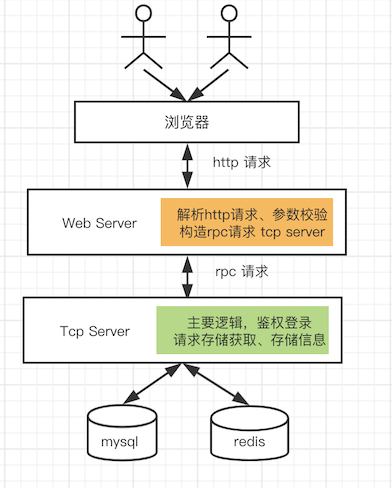 浏览器
http 请求
Web Server
解析http请求、参数校验
构造rpc请求 tcp server
rpc 请求
Tcp Server
主要逻辑，鉴权登录
请求存储获取、存储信息
mysql
redis